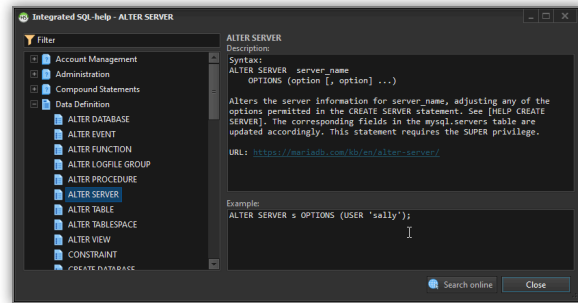 Integrated SQL-help - ALTER SERVER
Filter
Account Management
Administration
Compound Statements
Data Definition
ALTER DATABASE
ALTER EVENT
ALTER FUNCTION
ALTER LOGFILE GROUP
ALTER PROCEDURE
ALTER SERVER
ALTER TABLE
ALTER TABLESPACE
ALTER VIEW
CONSTRAINT
CREATE DATABASE
ALTER SERVER
Description:
Syntax:
ALTER SERVER  server_name
    OPTIONS (option [, option] ...)
Alters the server information for server_name, adjusting any of the
options permitted in the CREATE SERVER statement. See [HELP CREATE
SERVER]. The corresponding fields in the mysql.servers table are
updated accordingly. This statement requires the SUPER privilege.
URL: https://mariadb.com/kb/en/alter-server/
Example:
ALTER SERVER s OPTIONS (USER 'sally');
Search online
Close